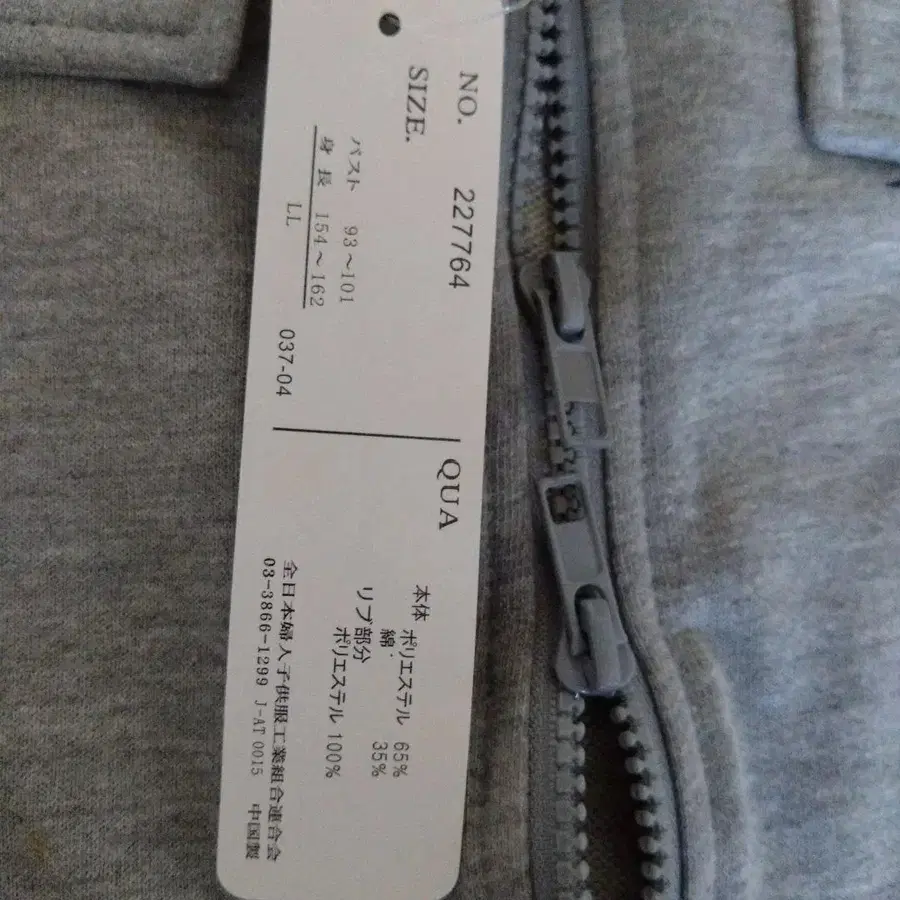 NO. 227764
SIZE.
バスト 93～101
身長 154～162
LL
037-04
QUA
本体 ポリエステル 65%
綿 35%
リブ部分
ポリエステル 100%
全日本婦人子供服工業組合連合会
03-3866-1299 J-AT 0015 中国製